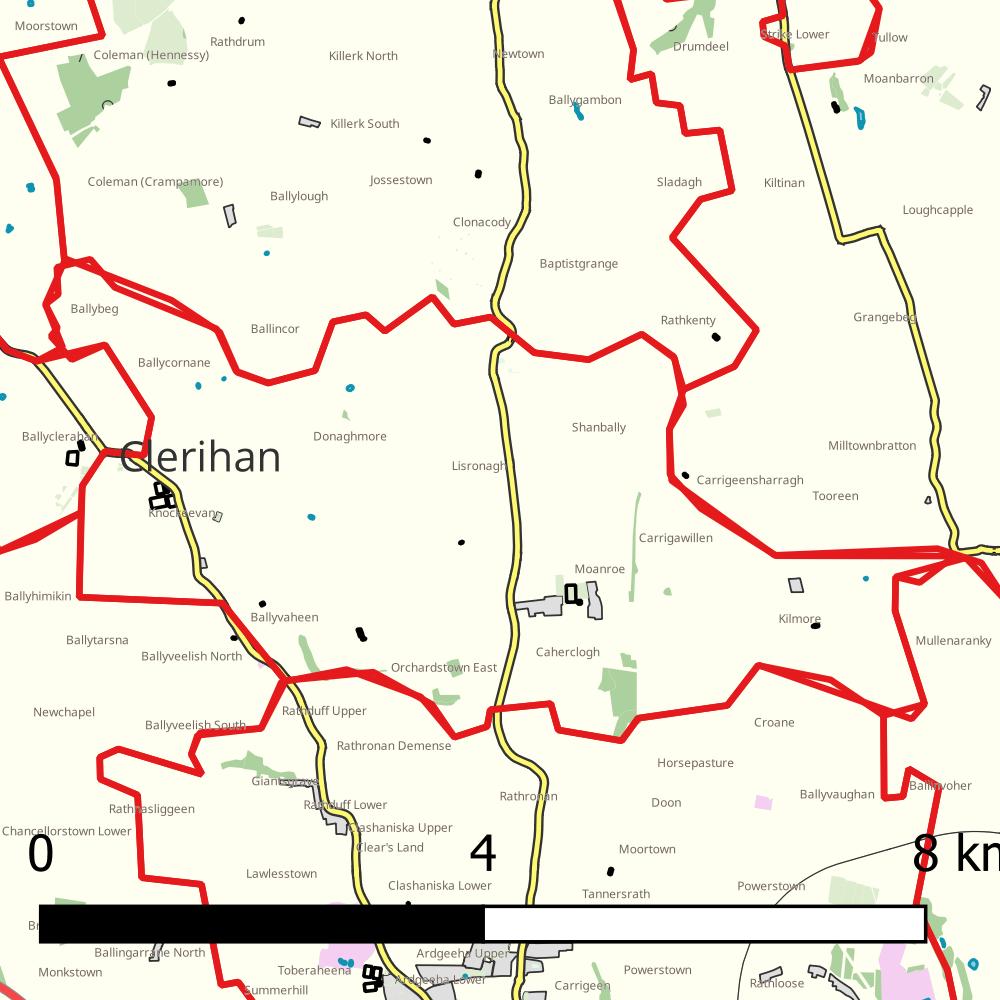 Moorstown
Rathdrum
Coleman (Hennessy)
Killerk North
Newtown
Drumdeel
Strike Lower
Tullow
Moanbarron
Ballygambon
Killerk South
Coleman (Crampamore)
Jossestown
Sladagh
Kiltinan
Ballylough
Clonacody
Loughcapple
Baptistgrange
Ballybeg
Ballincor
Rathkenty
Grangebeg
Ballycornane
Ballyclerahan
Clerihan
Donaghmore
Shanbally
Milltownbratton
Lisronagh
Carrigeensharragh
Tooreen
Knockeevan
Carrigawillen
Moanroe
Ballyhimikin
Ballyvaheen
Kilmore
Ballytarsna
Ballyveelish North
Caherclogh
Mullenaranky
Orchardstown East
Newchapel
Rathduff Upper
Ballyveelish South
Croane
Rathronan Demense
Horsepasture
Giantsgrave
Rathronan
Doon
Ballyvaughan
Ballinvoher
Rathnasliggeen
Rathduff Lower
Chancellorstown Lower
Clashaniska Upper
Clear's Land
Moortown
0 4 8 km
Lawlesstown
Clashaniska Lower
Tannersrath
Powerstown
Br
Ballingarrane North
Ardgeeha Upper
Monkstown
Toberaheena
Ardgeeha Lower
Powerstown
Summerhill
Carrigeen
Rathloose